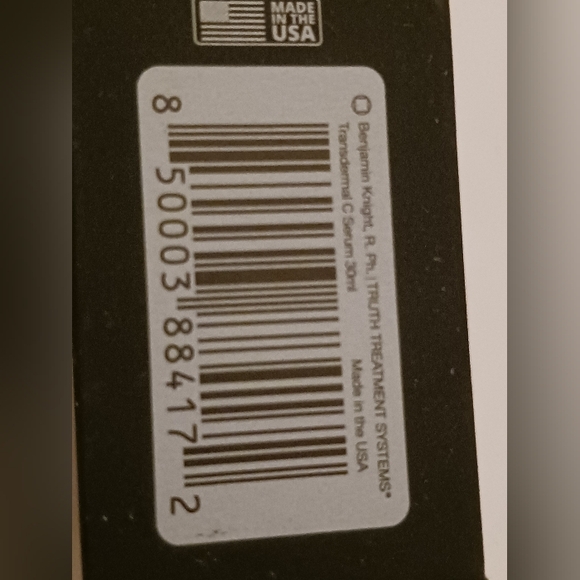 MADE
IN THE
USA
Benjamin Knight, R. Ph. | TRUTH TREATMENT SYSTEMS®
Transdermal C Serum 30ml Made in the USA
8 50003 88417 2